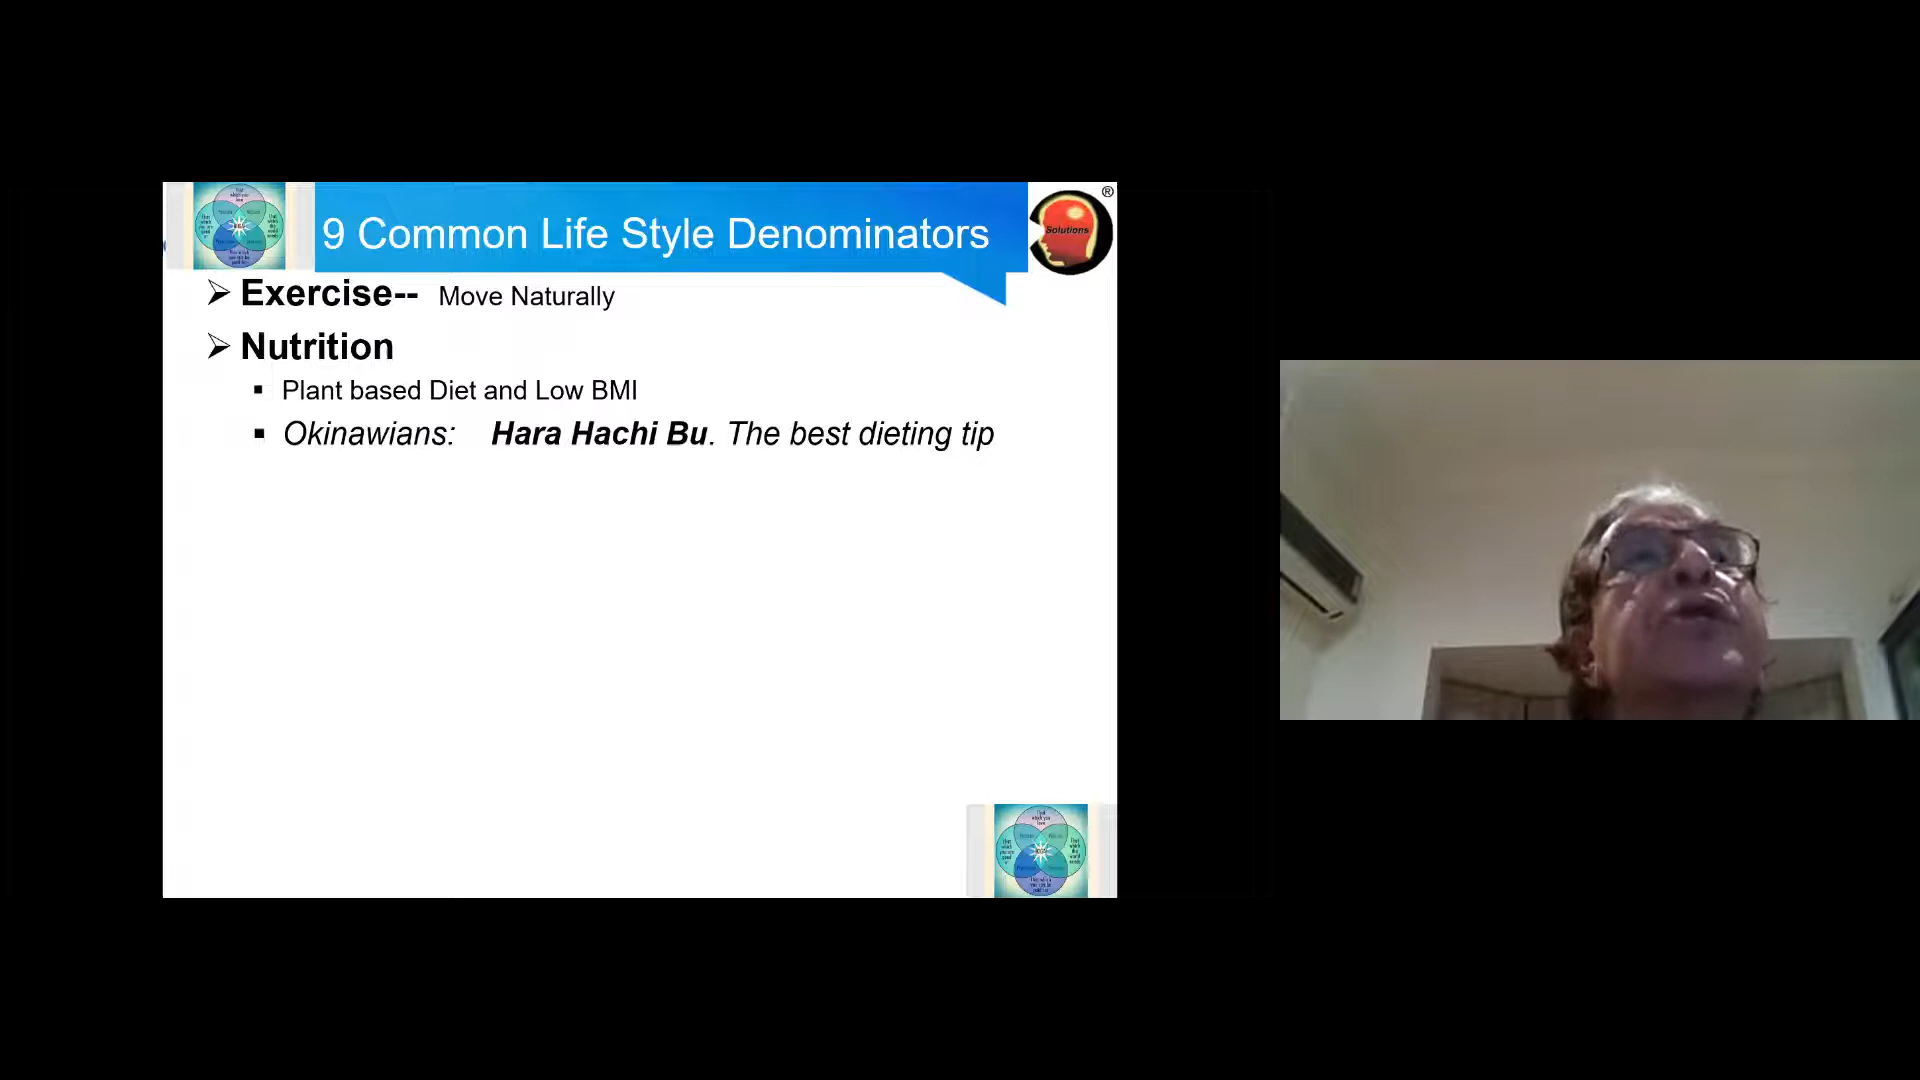 9 Common Life Style Denominators
®
Solutions
➢ Exercise-- Move Naturally
➢ Nutrition
▪ Plant based Diet and Low BMI
▪ Okinawians: Hara Hachi Bu. The best dieting tip